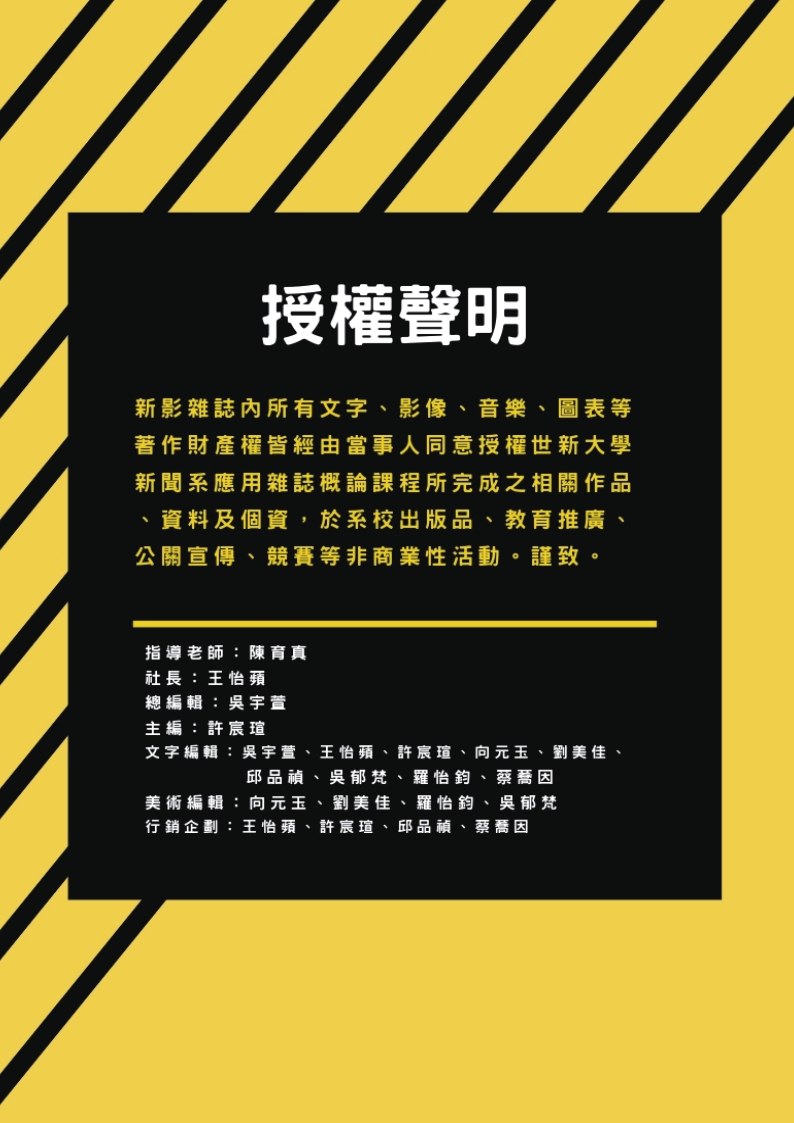 授權聲明
新影雜誌內所有文字、影像、音樂、圖表等
著作財產權皆經由當事人同意授權世新大學
新聞系應用雜誌概論課程所完成之相關作品
、資料及個資，於系校出版品、教育推廣、
公關宣傳、競賽等非商業性活動。謹致。
指導老師：陳育真
社長：王怡蘋
總編輯：吳宇萱
主編：許宸瑄
文字編輯：吳宇萱、王怡蘋、許宸瑄、向元玉、劉美佳、
邱品禎、吳郁梵、羅怡鈞、蔡蕎因
美術編輯：向元玉、劉美佳、羅怡鈞、吳郁梵
行銷企劃：王怡蘋、許宸瑄、邱品禎、蔡蕎因